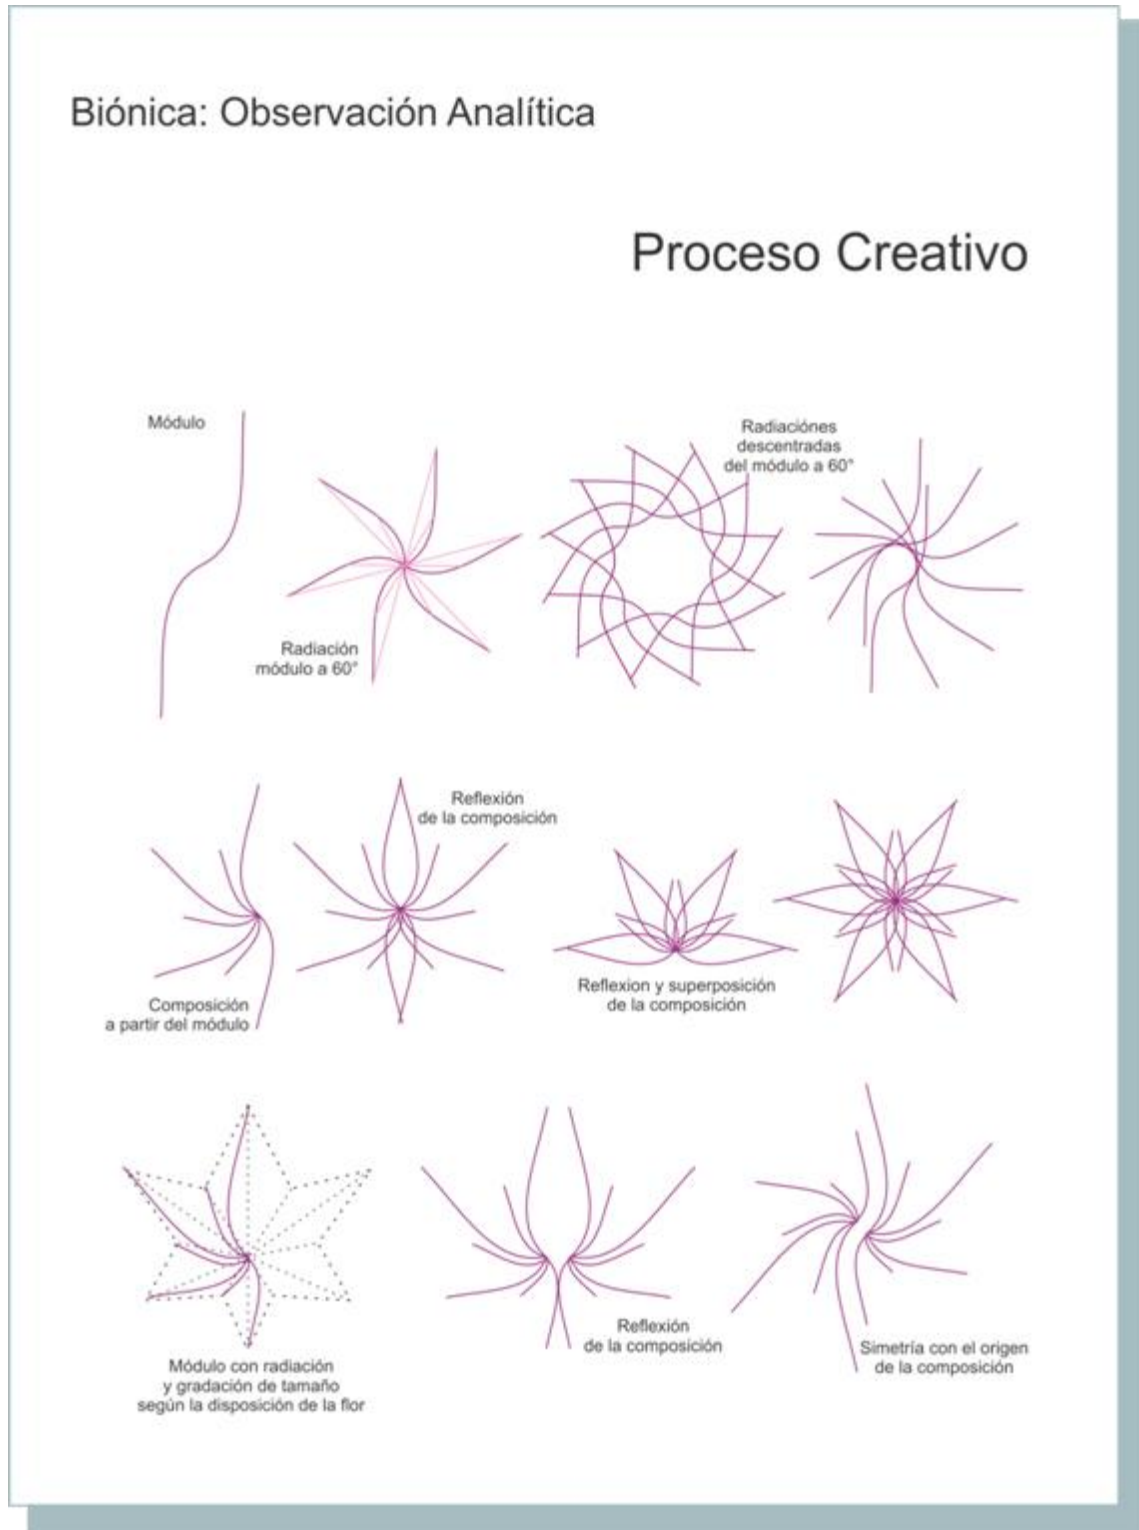 Biónica: Observación Analítica
Proceso Creativo
Módulo
Radiación
módulo a 60°
Radiaciónes
descentradas
del módulo a 60°
Composición
a partir del módulo
Reflexión
de la composición
Reflexion y superposición
de la composición
Módulo con radiación
y gradación de tamaño
según la disposición de la flor
Reflexión
de la composición
Simetría con el origen
de la composición